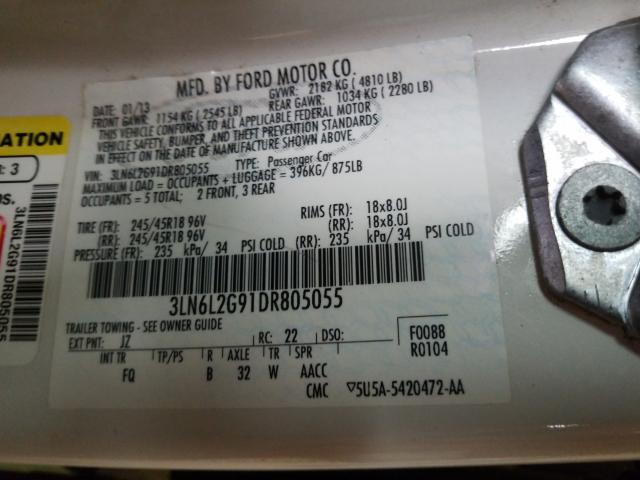 MFD. BY FORD MOTOR CO.
DATE: 01/13 GVWR: 2182 KG ( 4810 LB)
FRONT GAWR: 1154 KG ( 2545 LB) REAR GAWR: 1034 KG ( 2280 LB)
THIS VEHICLE CONFORMS TO ALL APPLICABLE FEDERAL MOTOR
VEHICLE SAFETY, BUMPER, AND THEFT PREVENTION STANDARDS
IN EFFECT ON THE DATE OF MANUFACTURE SHOWN ABOVE.
VIN: 3LN6L2G91DR805055 TYPE: Passenger Car
MAXIMUM LOAD = OCCUPANTS + LUGGAGE = 396KG/ 875LB
OCCUPANTS = 5 TOTAL; 2 FRONT, 3 REAR
TIRE (FR): 245/45R18 96V RIMS (FR): 18x8.0J
(RR): 245/45R18 96V (RR): 18x8.0J
PRESSURE (FR): 235 kPa/ 34 PSI COLD (RR): 235 kPa/ 34 PSI COLD
3LN6L2G91DR805055
TRAILER TOWING - SEE OWNER GUIDE
EXT PNT: JZ RC: 22 DSO: F0088
INT TR TP/PS R AXLE TR SPR R0104
FQ B 32 W AACC
CMC ▽5U5A-5420472-AA
ATION
: 3
os.
3LN6L2G91DR805055